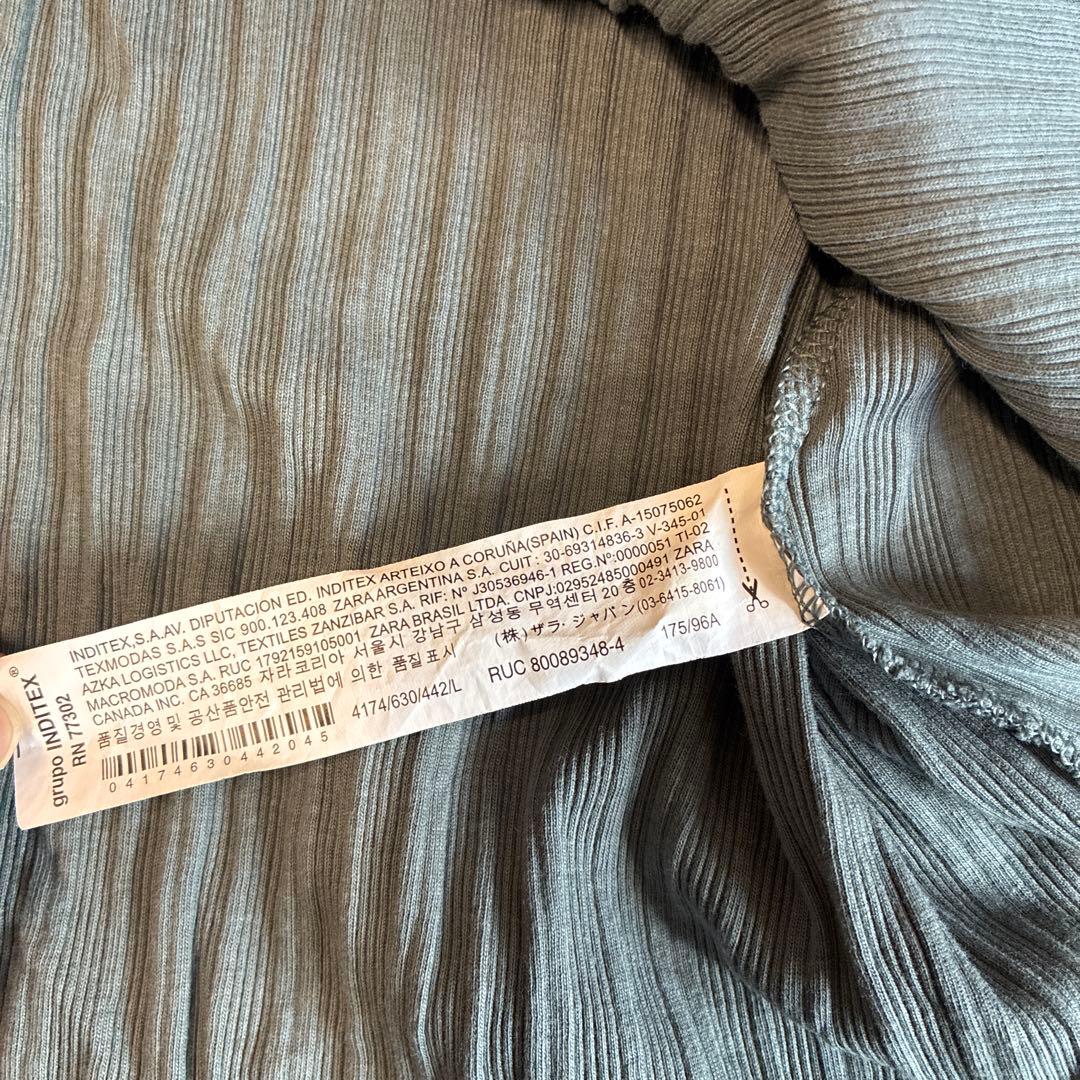 grupo INDITEX®
RN 77302
INDITEX,S.A.AV. DIPUTACION ED. INDITEX ARTEIXO A CORUÑA(SPAIN) C.I.F. A-15075062
TEXMODAS S.A.S SIC 900.123.408 ZARA ARGENTINA S.A. CUIT: 30-69314836-3 V-345-01
AZKA LOGISTICS LLC, TEXTILES ZANZIBAR S.A. RIF: Nº J30536946-1 REG.Nº:0000051 TI-02
MACROMODA S.A. RUC 1792159105001 ZARA BRASIL LTDA. CNPJ:02952485000491 ZARA
CANADA INC. CA 36685 자라코리아 서울시 강남구 삼성동 무역센터 20 층 02-3413-9800
품질경영 및 공산품안전 관리법에 의한 품질표시 (株)ザラ・ジャパン(03-6415-8061)
4174/630/442/L RUC 80089348-4 175/96A
04174630442045